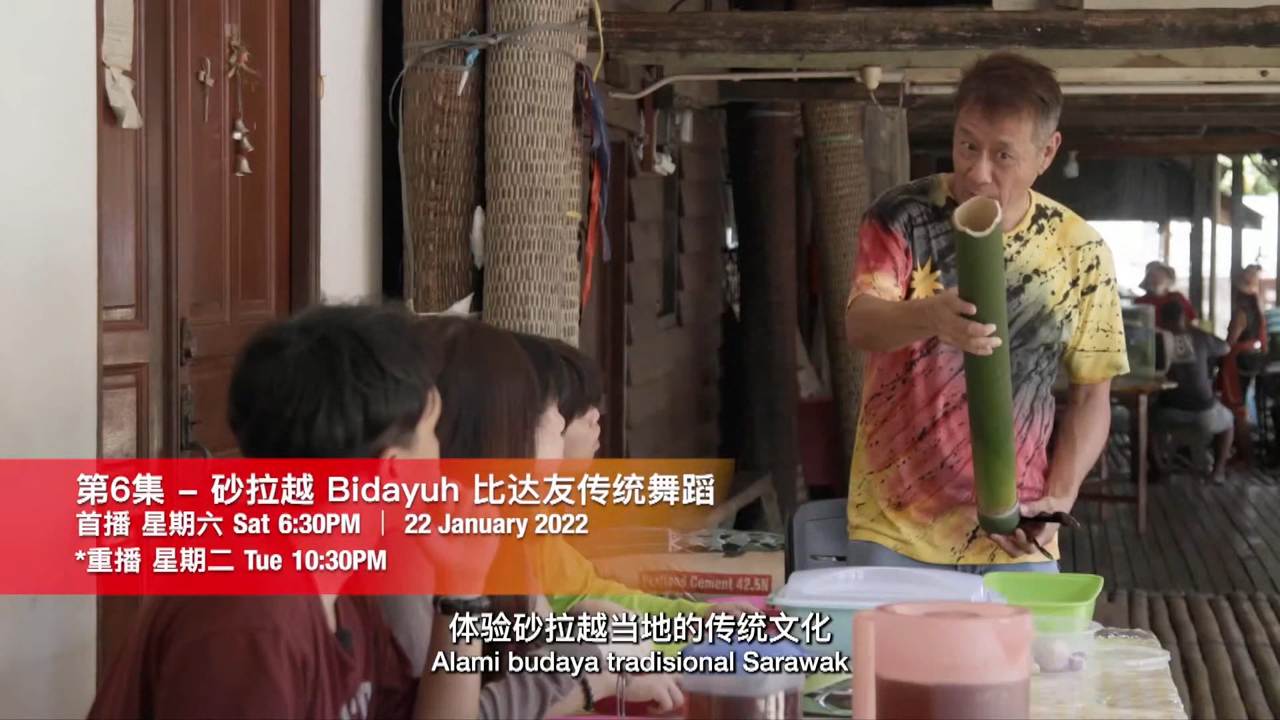 第6集 – 砂拉越 Bidayuh 比达友传统舞蹈
首播 星期六 Sat 6:30PM | 22 January 2022
*重播 星期二 Tue 10:30PM
Portland Cement 42.5N
体验砂拉越当地的传统文化
Alami budaya tradisional Sarawak